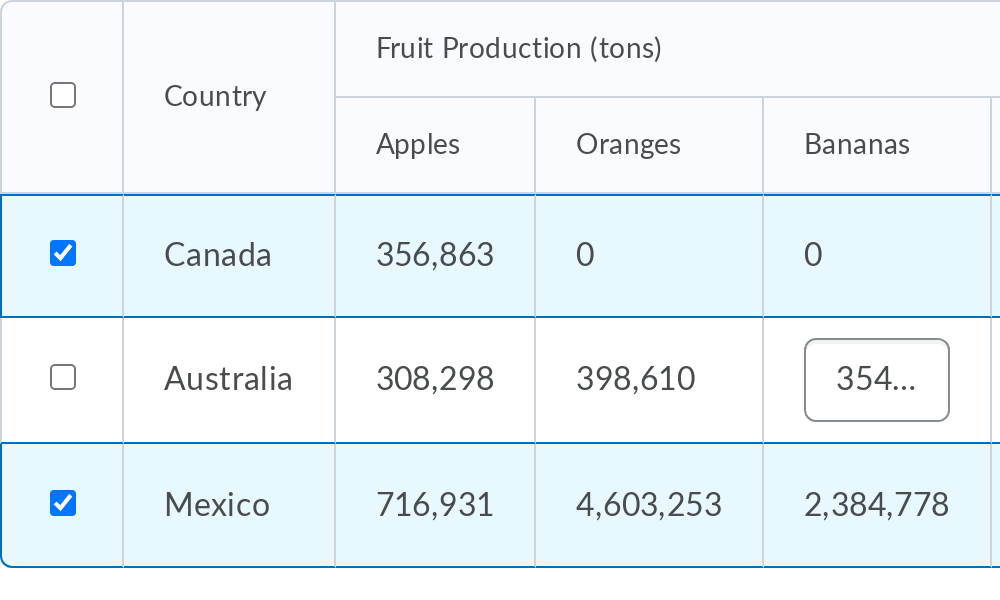 Fruit Production (tons)
Country
Apples Oranges Bananas
Canada 356,863 0 0
Australia 308,298 398,610 354...
Mexico 716,931 4,603,253 2,384,778